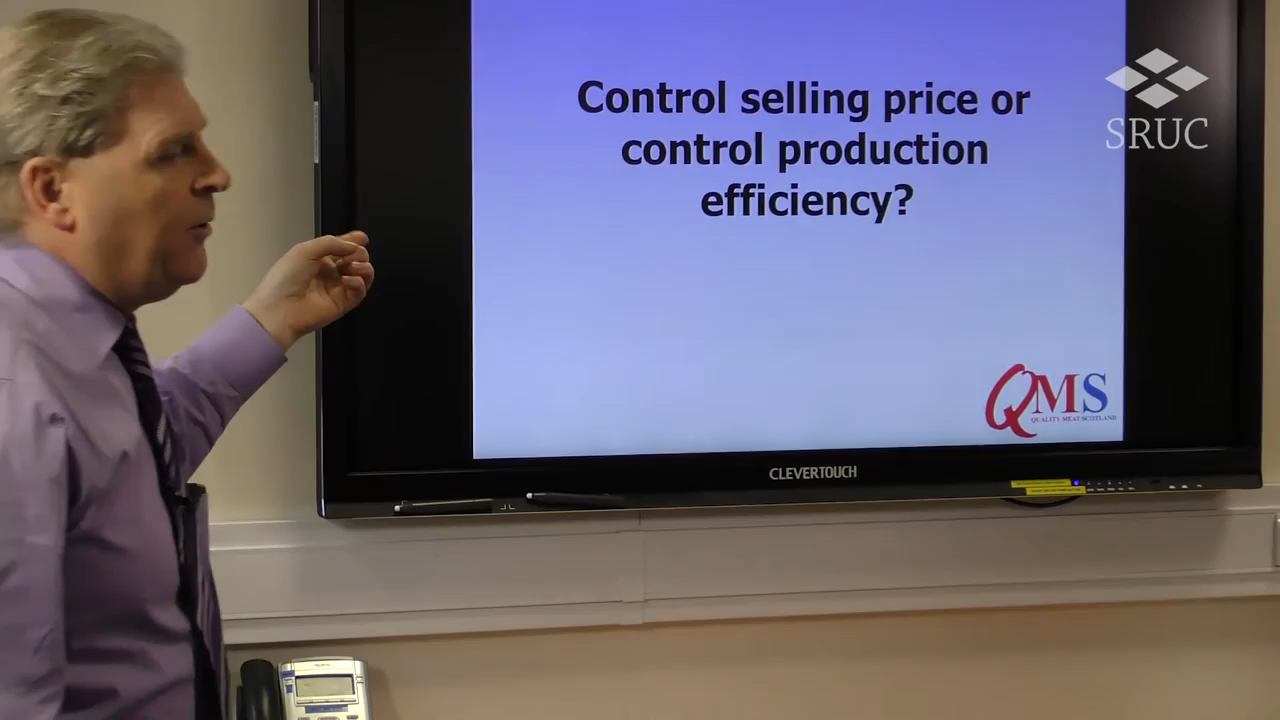 Control selling price or
control production
efficiency?
SRUC
QMS
QUALITY MEAT SCOTLAND
CLEVERTOUCH